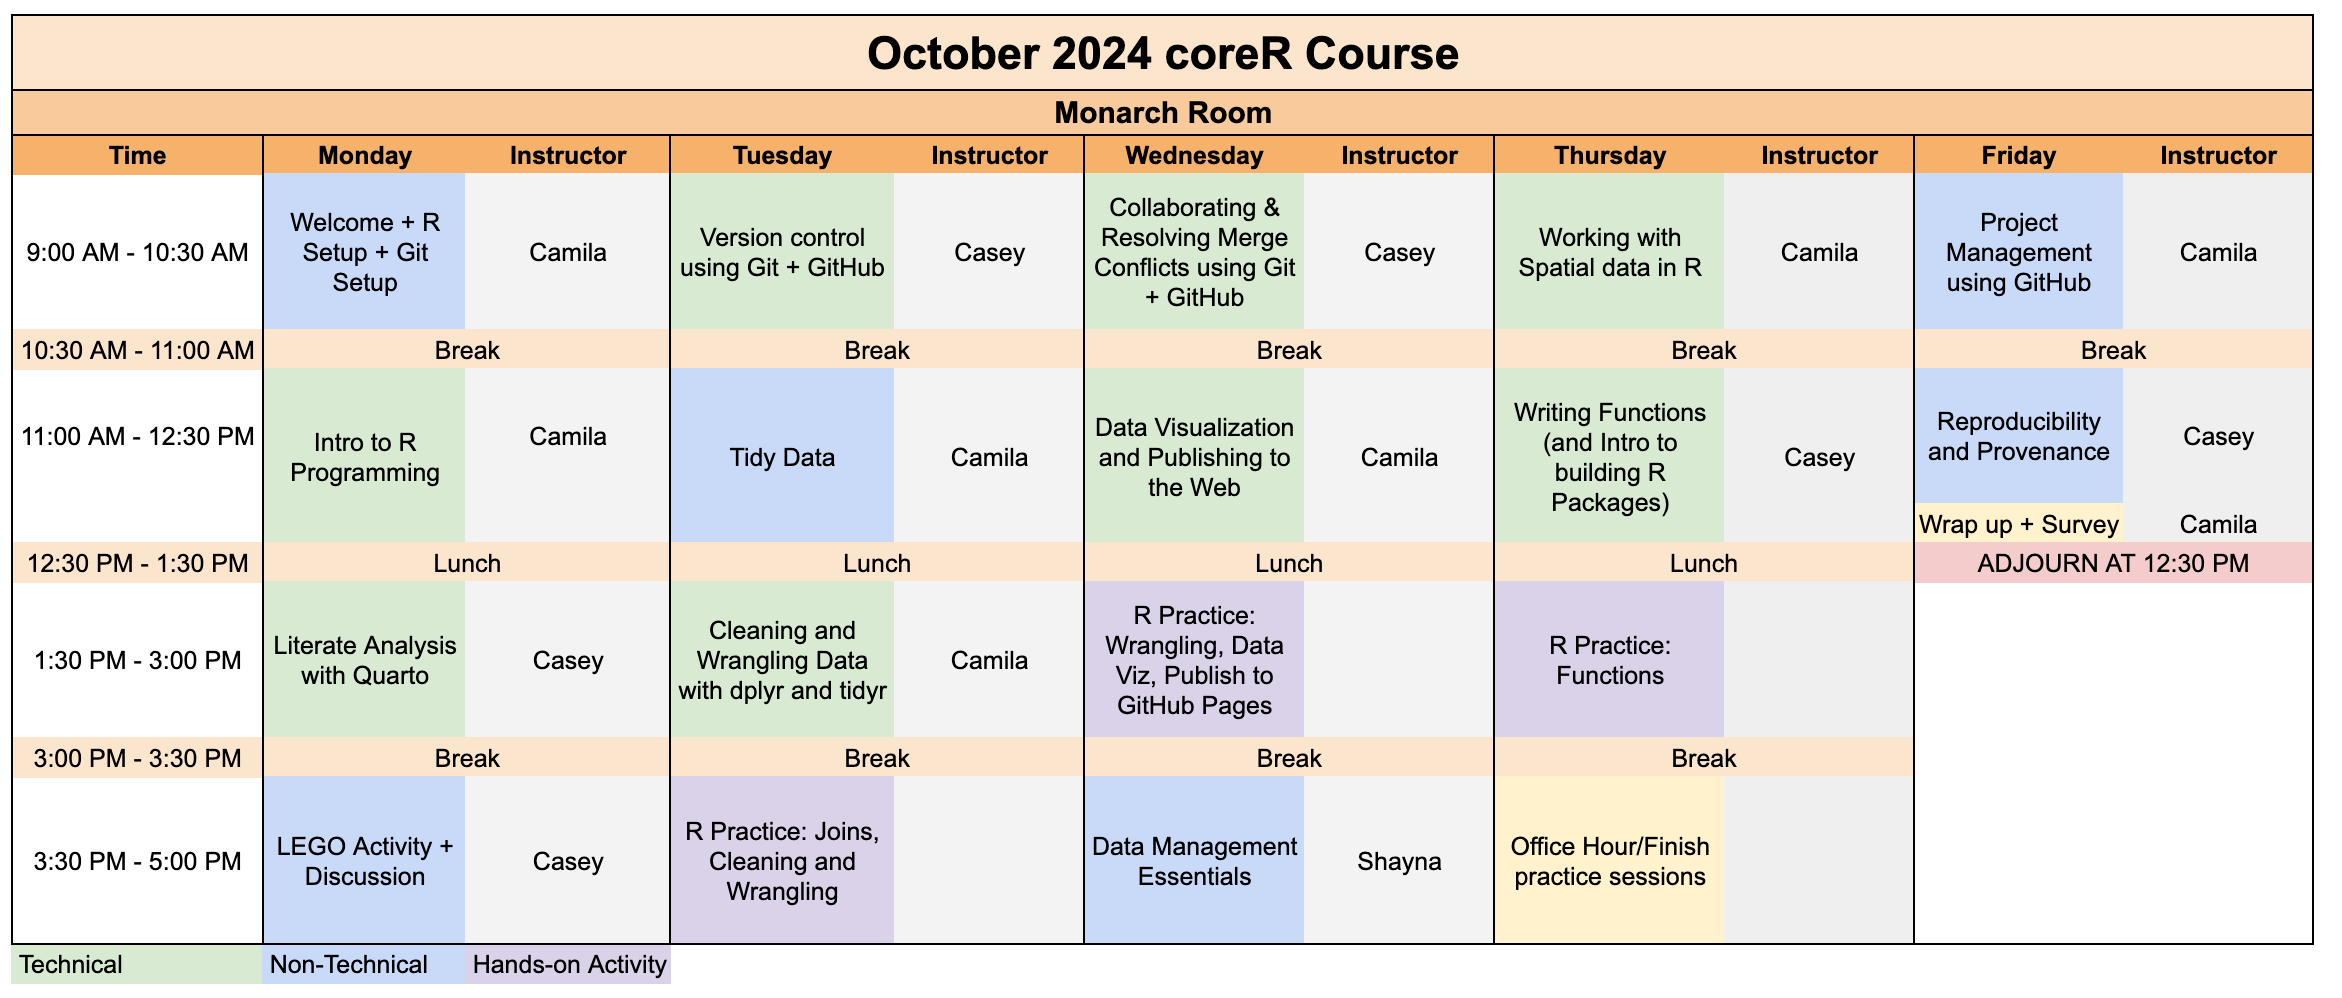 October 2024 coreR Course
Monarch Room
Time Monday Instructor Tuesday Instructor Wednesday Instructor Thursday Instructor Friday Instructor
9:00 AM - 10:30 AM
Welcome + R
Setup + Git
Setup
Camila
Version control
using Git + GitHub
Casey
Collaborating &
Resolving Merge
Conflicts using Git
+ GitHub
Casey
Working with
Spatial data in R
Camila
Project
Management
using GitHub
Camila
10:30 AM - 11:00 AM Break Break Break Break Break
11:00 AM - 12:30 PM
Intro to R
Programming
Camila
Tidy Data
Camila
Data Visualization
and Publishing to
the Web
Camila
Writing Functions
(and Intro to
building R
Packages)
Casey
Reproducibility
and Provenance
Casey
Wrap up + Survey Camila
12:30 PM - 1:30 PM Lunch Lunch Lunch Lunch ADJOURN AT 12:30 PM
1:30 PM - 3:00 PM
Literate Analysis
with Quarto
Casey
Cleaning and
Wrangling Data
with dplyr and tidyr
Camila
R Practice:
Wrangling, Data
Viz, Publish to
GitHub Pages
R Practice:
Functions
3:00 PM - 3:30 PM Break Break Break Break
3:30 PM - 5:00 PM
LEGO Activity +
Discussion
Casey
R Practice: Joins,
Cleaning and
Wrangling
Data Management
Essentials
Shayna
Office Hour/Finish
practice sessions
Technical Non-Technical Hands-on Activity